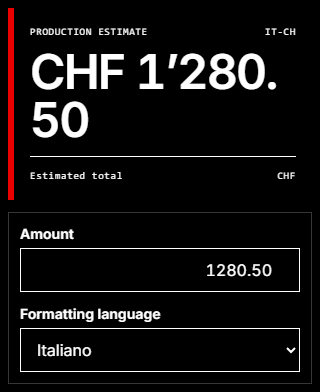 PRODUCTION ESTIMATE IT-CH
CHF 1’280.
50
Estimated total CHF
Amount
1280.50
Formatting language
Italiano